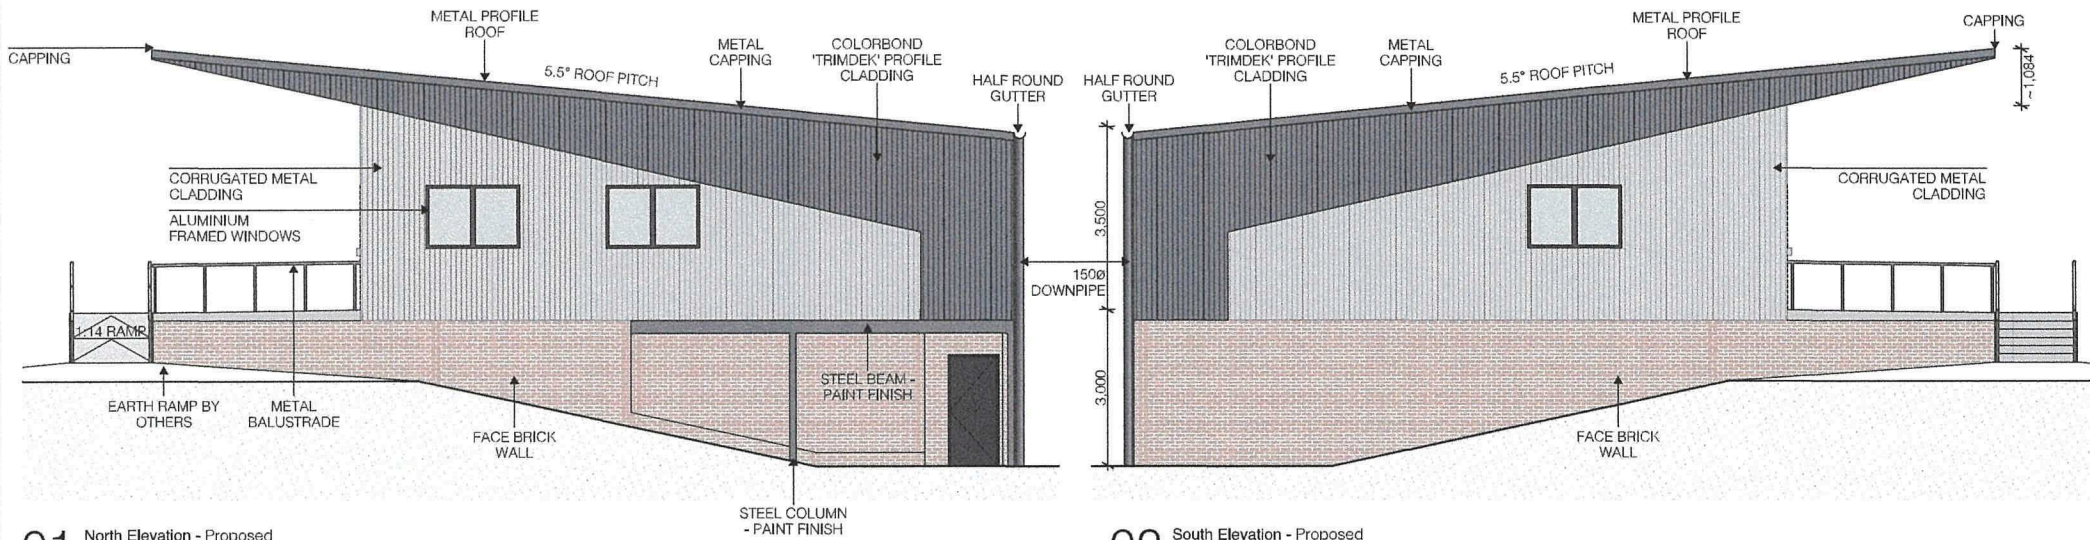 METAL PROFILE
ROOF
CAPPING
METAL
CAPPING
COLORBOND
'TRIMDEK' PROFILE
CLADDING
5.5° ROOF PITCH
HALF ROUND
GUTTER
CORRUGATED METAL
CLADDING
ALUMINIUM
FRAMED WINDOWS
1:14 RAMP
EARTH RAMP BY
OTHERS
METAL
BALUSTRADE
FACE BRICK
WALL
STEEL BEAM -
PAINT FINISH
STEEL COLUMN
- PAINT FINISH
North Elevation - Proposed
HALF ROUND
GUTTER
COLORBOND
'TRIMDEK' PROFILE
CLADDING
METAL
CAPPING
METAL PROFILE
ROOF
CAPPING
5.5° ROOF PITCH
~1,084
3,500
150Ø
DOWNPIPE
3,000
CORRUGATED METAL
CLADDING
FACE BRICK
WALL
South Elevation - Proposed